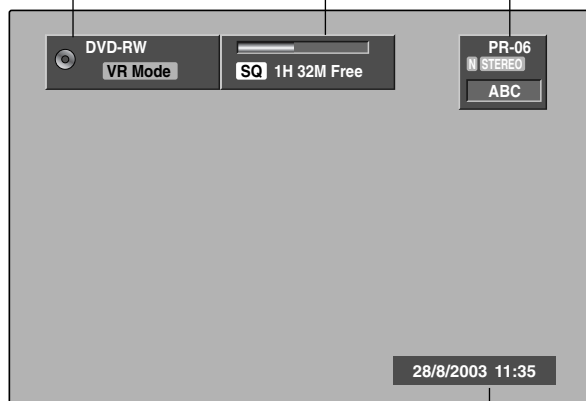 DVD-RW
VR Mode
SQ 1H 32M Free
PR-06
N STEREO
ABC
28/8/2003 11:35